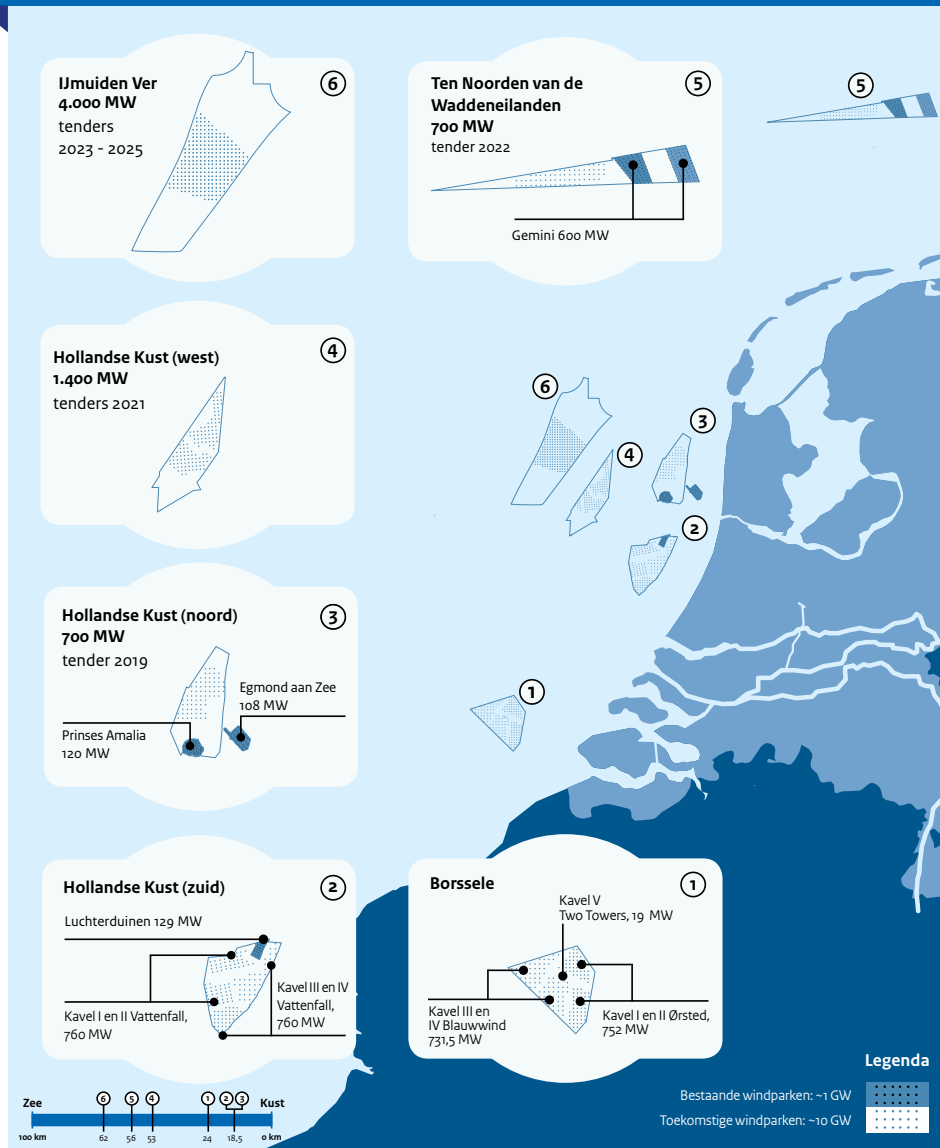 IJmuiden Ver
4.000 MW
tenders
2023 - 2025
6
Ten Noorden van de
Waddeneilanden
700 MW
tender 2022
5
Gemini 600 MW
5
Hollandse Kust (west)
1.400 MW
tenders 2021
4
6
4
3
2
1
Hollandse Kust (noord)
700 MW
tender 2019
3
Egmond aan Zee
108 MW
Prinses Amalia
120 MW
Hollandse Kust (zuid)
2
Luchterduinen 129 MW
Kavel III en IV
Vattenfall,
760 MW
Kavel I en II Vattenfall,
760 MW
Borssele
1
Kavel V
Two Towers, 19 MW
Kavel III en
IV Blauwwind
731,5 MW
Kavel I en II Ørsted,
752 MW
Legenda
Bestaande windparken: ~1 GW
Toekomstige windparken: ~10 GW
Zee
6
5
4
1
2
3
Kust
100 km
62
56
53
24
18,5
0 km